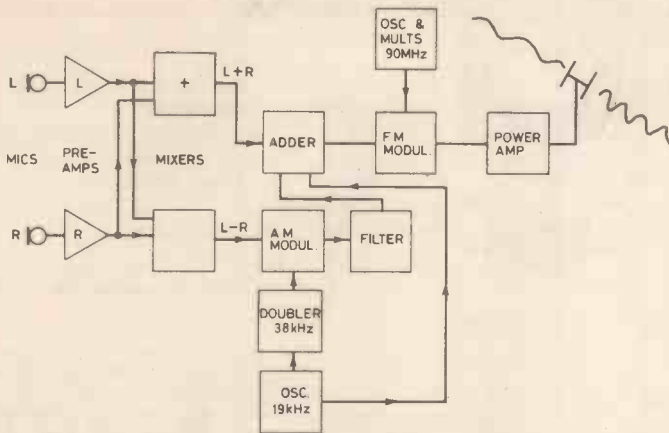 OSC &
MULTS
90MHz
L
L
+
L+R
ADDER
FM
MODUL.
POWER
AMP
MICS
PRE-
AMPS
MIXERS
R
R
L-R
AM
MODUL.
FILTER
DOUBLER
38kHz
OSC.
19kHz